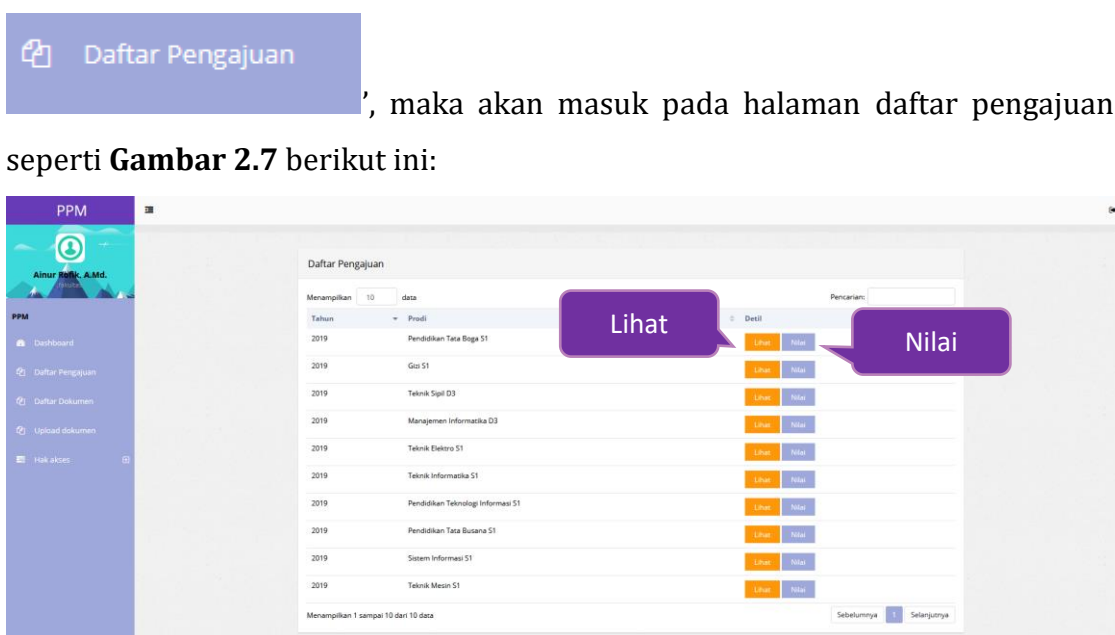 Daftar Pengajuan
’, maka akan masuk pada halaman daftar pengajuan
seperti Gambar 2.7 berikut ini:
PPM
Ainur Rofik, A.Md.
PPM
Dashboard
Daftar Pengajuan
Daftar Dokumen
Upload dokumen
Hak akses
Daftar Pengajuan
Menampilkan 10 data Pencarian:
Tahun Prodi Detil
Lihat
Nilai
2019 Pendidikan Tata Boga S1 Lihat Nilai
2019 Gizi S1 Lihat Nilai
2019 Teknik Sipil D3 Lihat Nilai
2019 Manajemen Informatika D3 Lihat Nilai
2019 Teknik Elektro S1 Lihat Nilai
2019 Teknik Informatika S1 Lihat Nilai
2019 Pendidikan Teknologi Informasi S1 Lihat Nilai
2019 Pendidikan Tata Busana S1 Lihat Nilai
2019 Sistem Informasi S1 Lihat Nilai
2019 Teknik Mesin S1 Lihat Nilai
Menampilkan 1 sampai 10 dari 10 data Sebelumnya 1 Selanjutnya